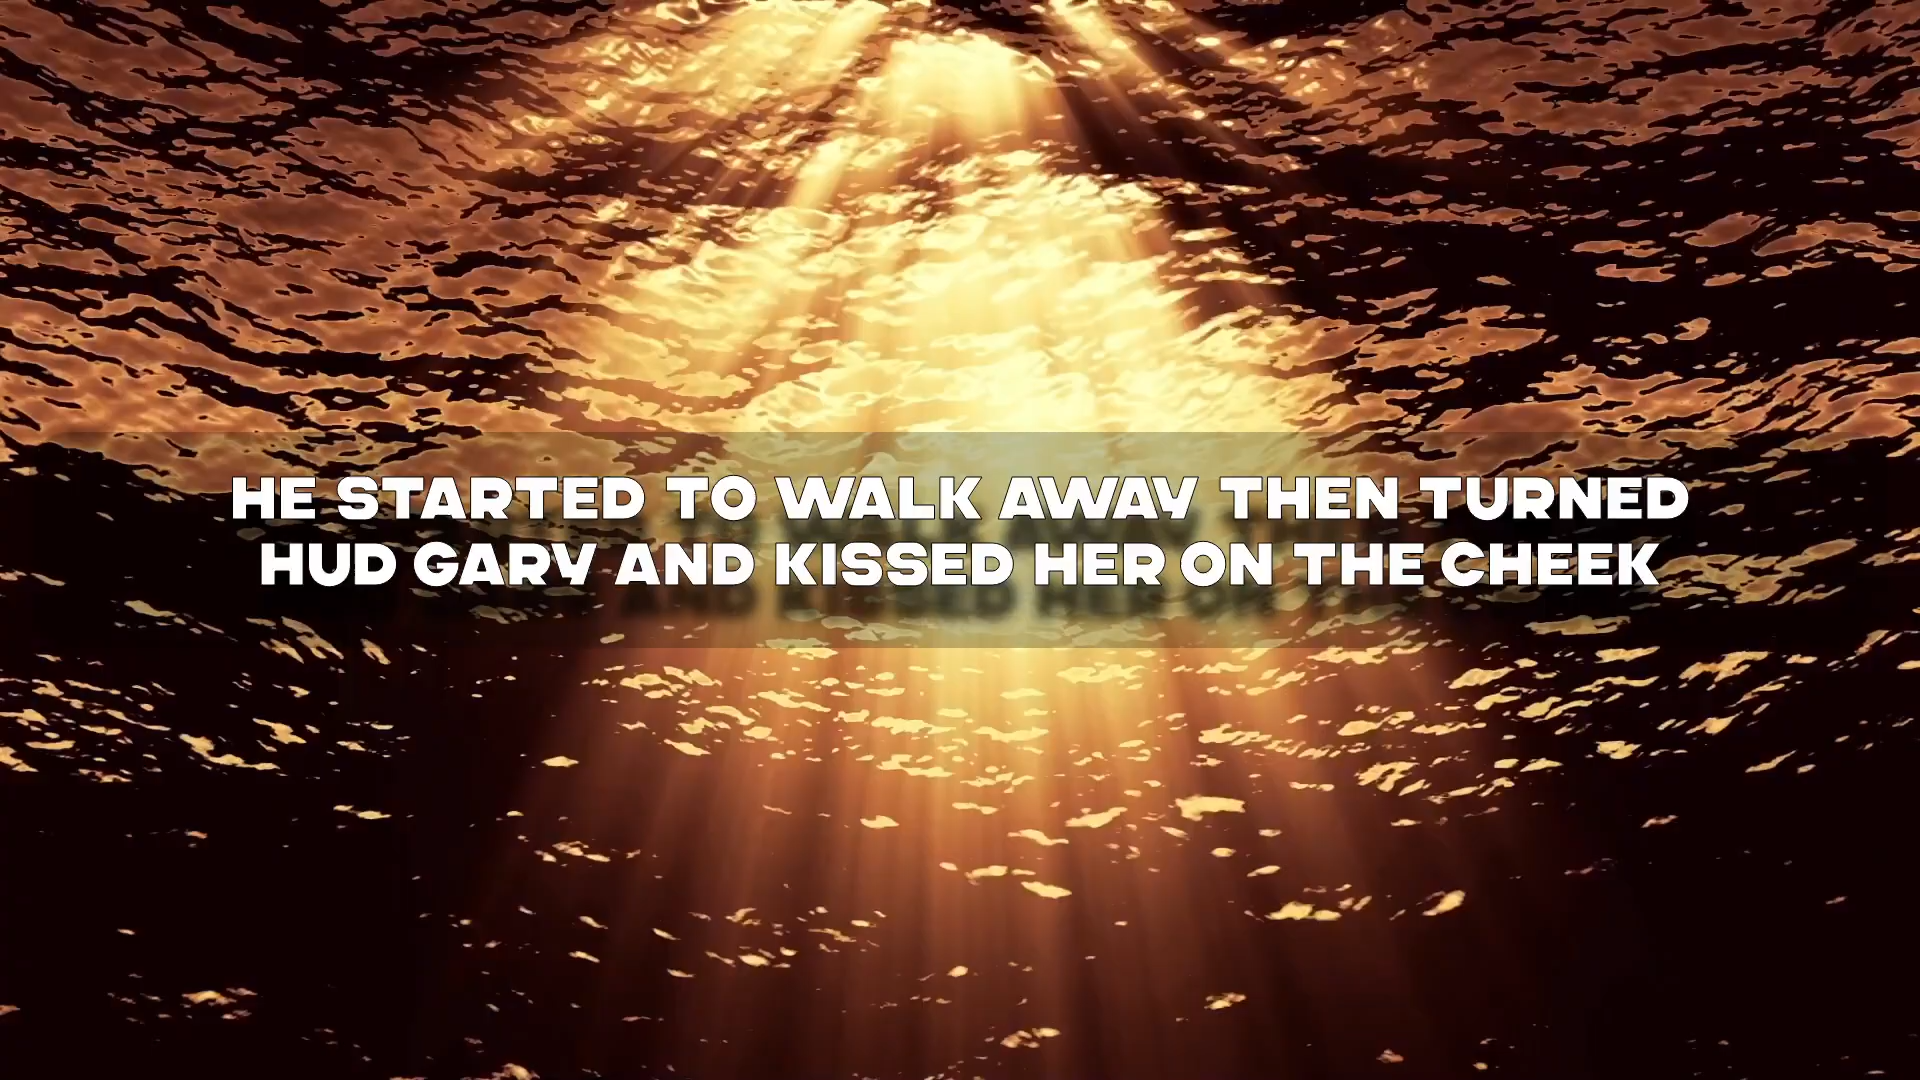 HE STARTED TO WALK AWAY THEN TURNED
HUD GARY AND KISSED HER ON THE CHEEK